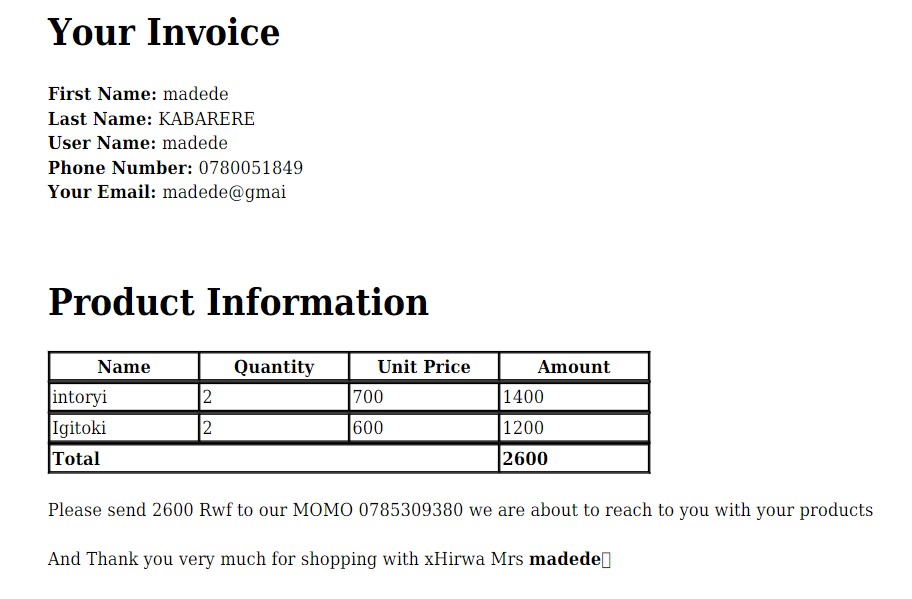 Your Invoice
First Name: madede
Last Name: KABARERE
User Name: madede
Phone Number: 0780051849
Your Email: madede@gmai
Product Information
Name Quantity Unit Price Amount
intoryi 2 700 1400
Igitoki 2 600 1200
Total 2600
Please send 2600 Rwf to our MOMO 0785309380 we are about to reach to you with your products
And Thank you very much for shopping with xHirwa Mrs madede